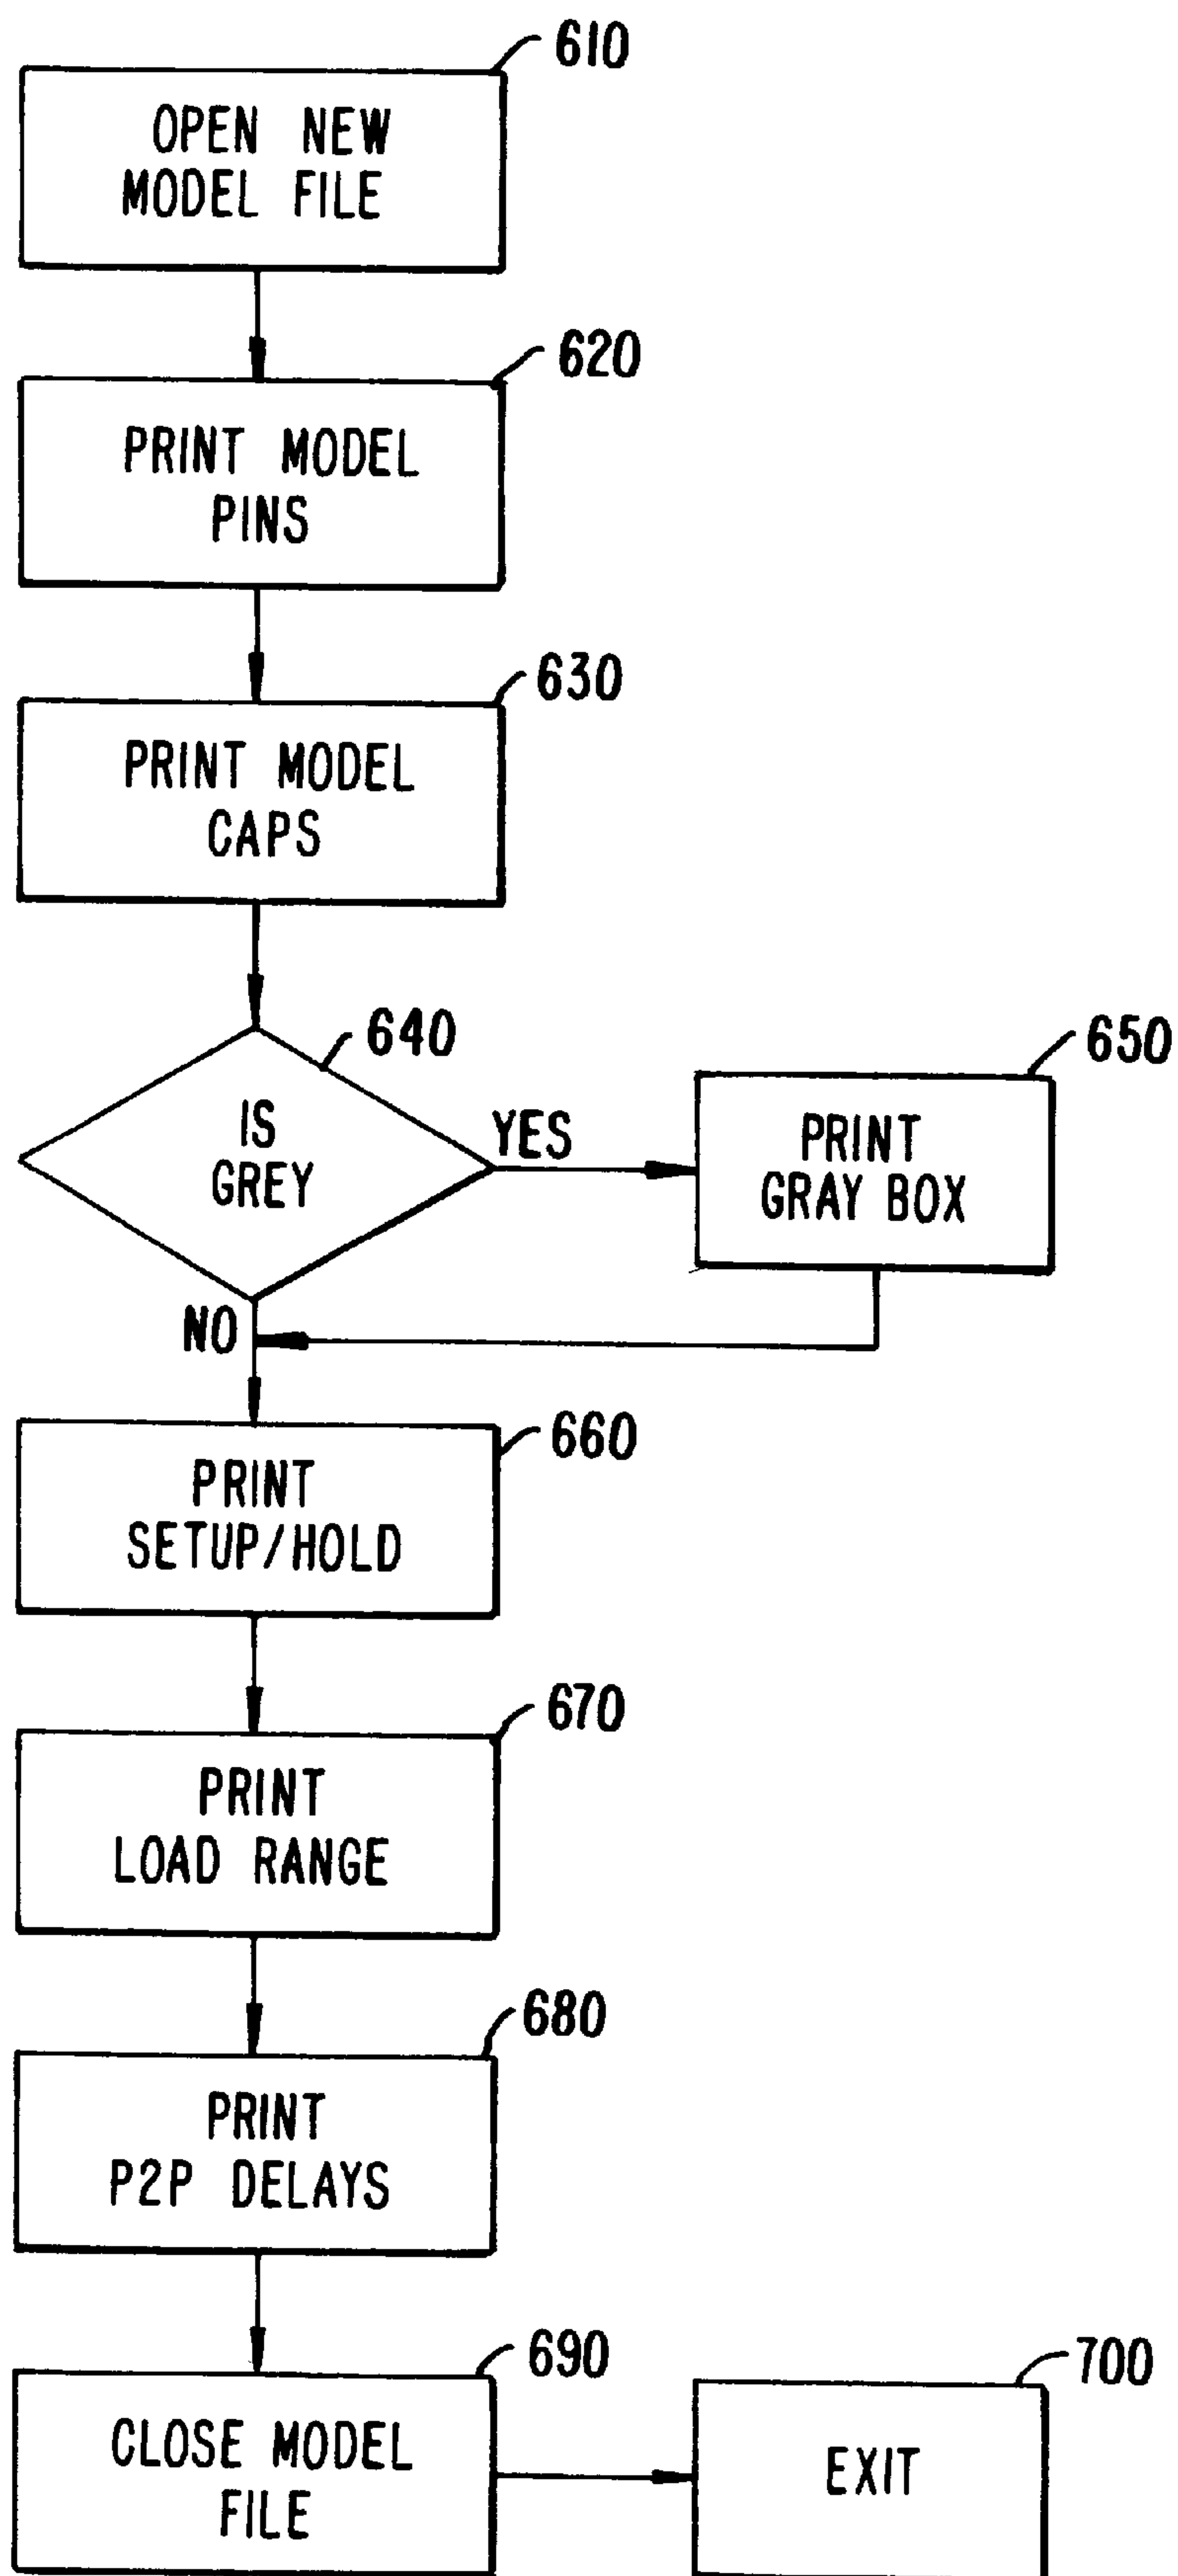 610
OPEN NEW
MODEL FILE
620
PRINT MODEL
PINS
630
PRINT MODEL
CAPS
640
IS
GREY
YES
650
PRINT
GRAY BOX
NO
660
PRINT
SETUP/HOLD
670
PRINT
LOAD RANGE
680
PRINT
P2P DELAYS
690
CLOSE MODEL
FILE
700
EXIT